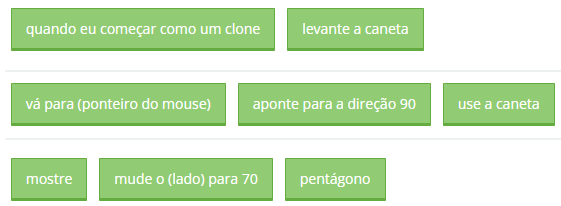 quando eu começar como um clone levante a caneta
vá para (ponteiro do mouse) aponte para a direção 90 use a caneta
mostre mude o (lado) para 70 pentágono